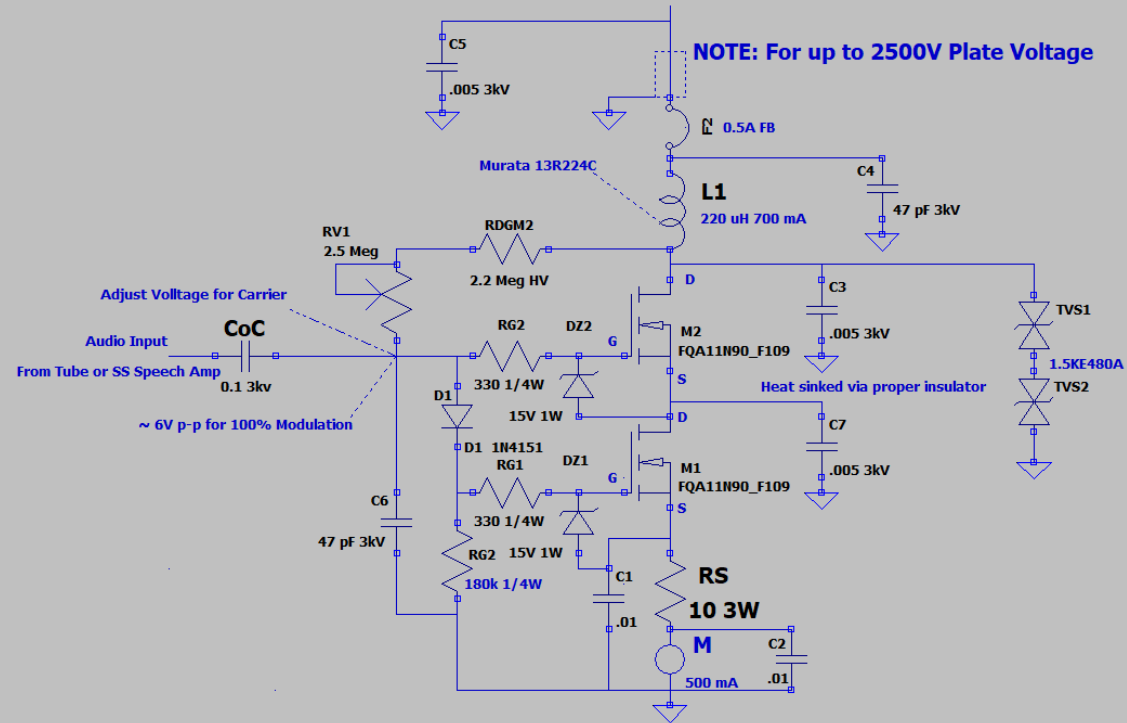 C5
NOTE: For up to 2500V Plate Voltage
.005 3kV
F2
0.5A FB
Murata 13R224C
C4
L1
47 pF 3kV
220 uH 700 mA
RDGM2
RV1
2.5 Meg
2.2 Meg HV
D
C3
Adjust Volltage for Carrier
TVS1
CoC
RG2
DZ2
M2
.005 3kV
Audio Input
G
FQA11N90_F109
1.5KE480A
From Tube or SS Speech Amp
S
0.1 3kv
330 1/4W
Heat sinked via proper insulator
TVS2
D1
15V 1W
D
~ 6V p-p for 100% Modulation
C7
D1 1N4151
DZ1
RG1
M1
.005 3kV
G
FQA11N90_F109
C6
S
330 1/4W
47 pF 3kV
RG2
15V 1W
180k 1/4W
C1
RS
10 3W
.01
M
C2
500 mA
.01